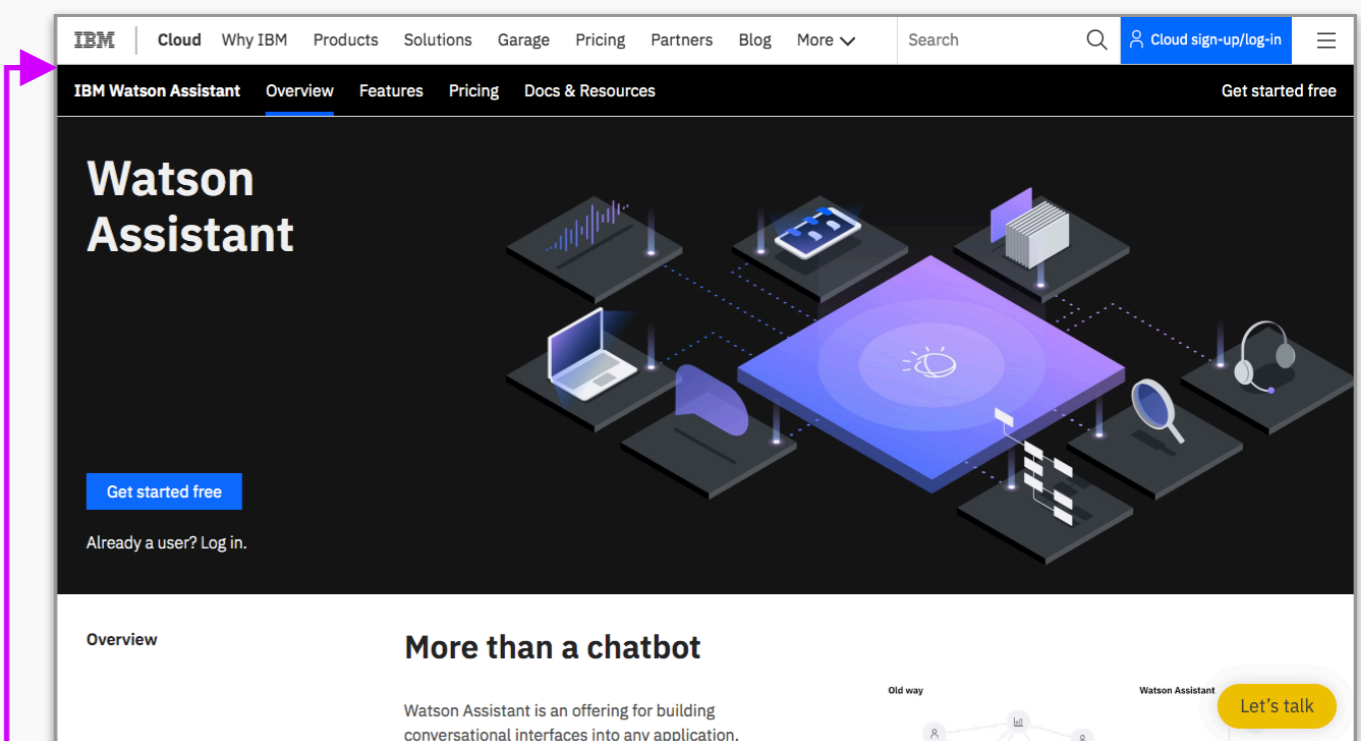 IBM Cloud Why IBM Products Solutions Garage Pricing Partners Blog More Search Cloud sign-up/log-in
IBM Watson Assistant Overview Features Pricing Docs & Resources Get started free
Watson
Assistant
Get started free
Already a user? Log in.
Overview
More than a chatbot
Old way Watson Assistant
Let's talk
Watson Assistant is an offering for building
conversational interfaces into any application,